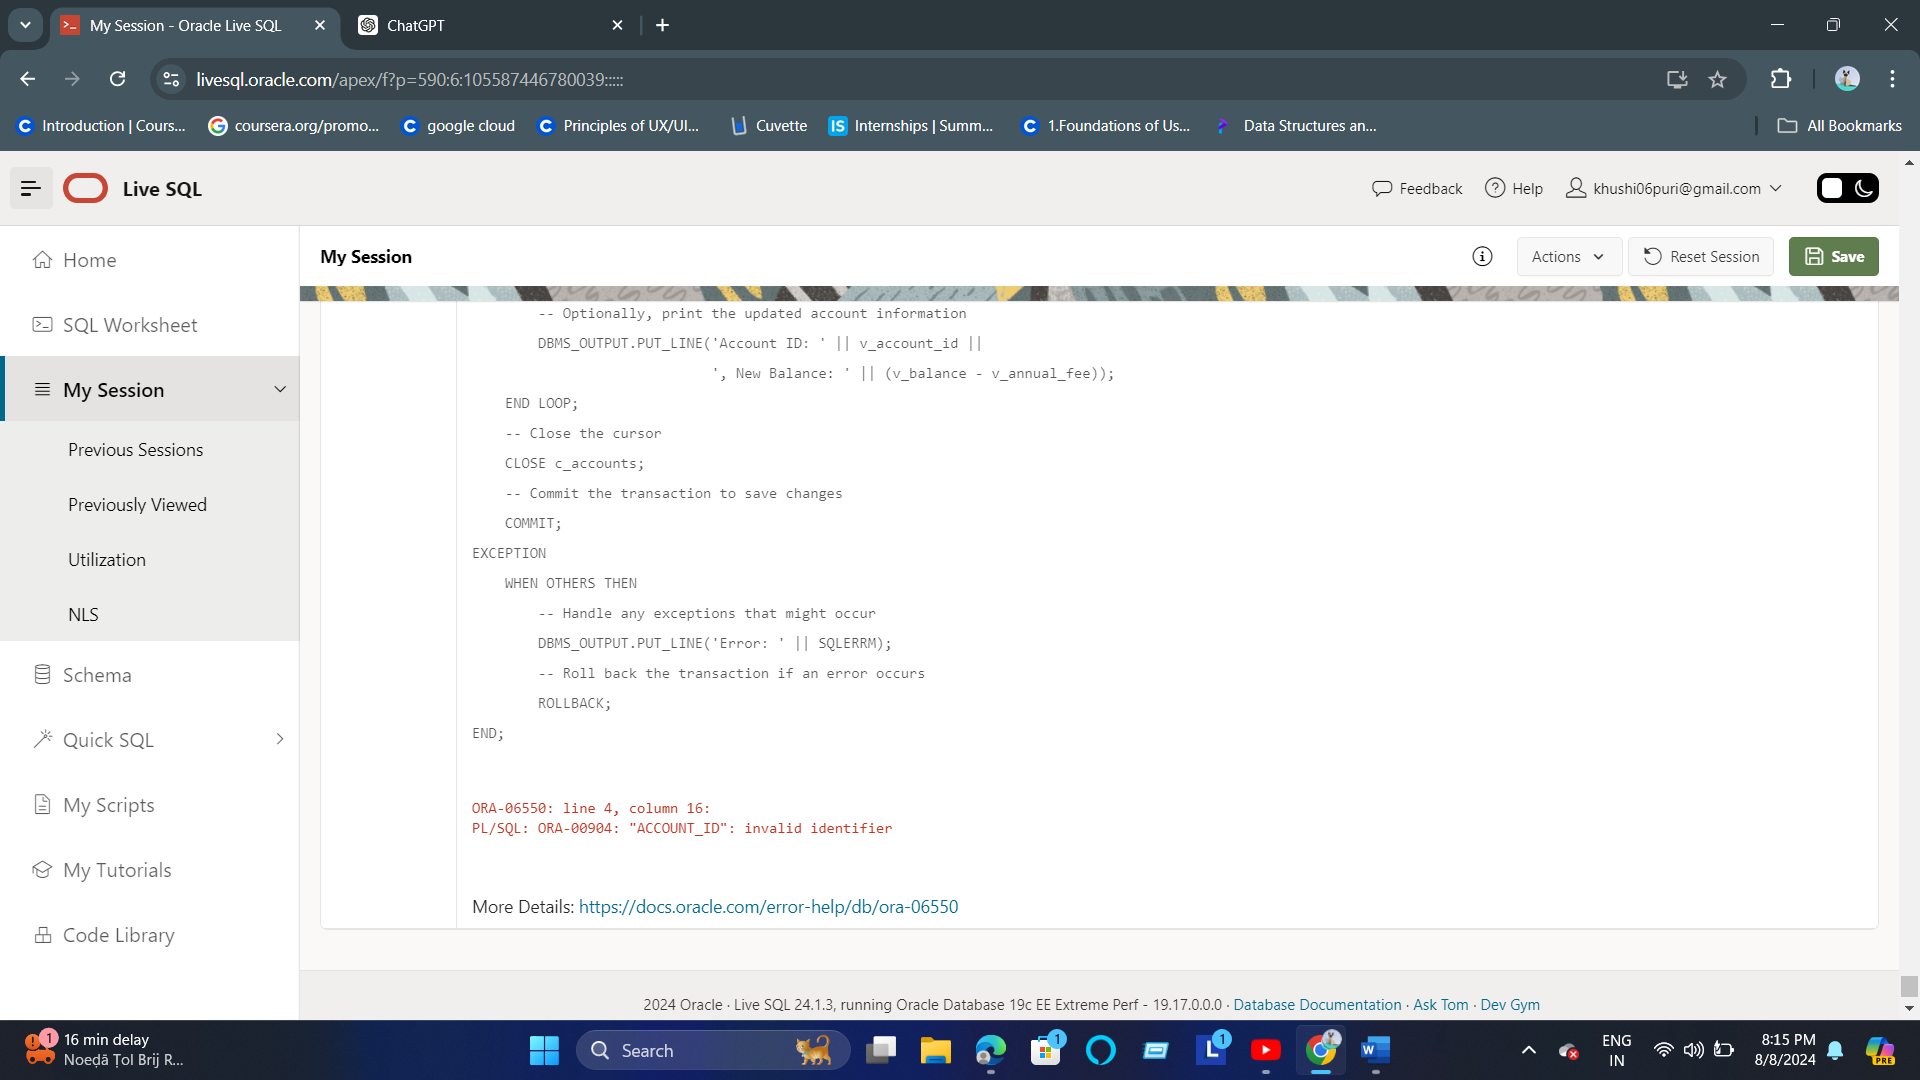 My Session - Oracle Live SQL
ChatGPT
livesql.oracle.com/apex/f?p=590:6:105587446780039:::::
Introduction | Cours...
coursera.org/promo...
google cloud
Principles of UX/UI...
Cuvette
Internships | Summ...
1.Foundations of Us...
Data Structures an...
All Bookmarks
Live SQL
Feedback
Help
khushi06puri@gmail.com
Home
SQL Worksheet
My Session
Previous Sessions
Previously Viewed
Utilization
NLS
Schema
Quick SQL
My Scripts
My Tutorials
Code Library
My Session
Actions
Reset Session
Save
-- Optionally, print the updated account information
DBMS_OUTPUT.PUT_LINE('Account ID: ' || v_account_id ||
', New Balance: ' || (v_balance - v_annual_fee));
END LOOP;
-- Close the cursor
CLOSE c_accounts;
-- Commit the transaction to save changes
COMMIT;
EXCEPTION
WHEN OTHERS THEN
-- Handle any exceptions that might occur
DBMS_OUTPUT.PUT_LINE('Error: ' || SQLERRM);
-- Roll back the transaction if an error occurs
ROLLBACK;
END;
ORA-06550: line 4, column 16:
PL/SQL: ORA-00904: "ACCOUNT_ID": invalid identifier
More Details: https://docs.oracle.com/error-help/db/ora-06550
2024 Oracle · Live SQL 24.1.3, running Oracle Database 19c EE Extreme Perf - 19.17.0.0.0 · Database Documentation · Ask Tom · Dev Gym
1
16 min delay
Noeḍā Ṭol Brij R...
Search
1
L
1
W
ENG
IN
8:15 PM
8/8/2024
PRE